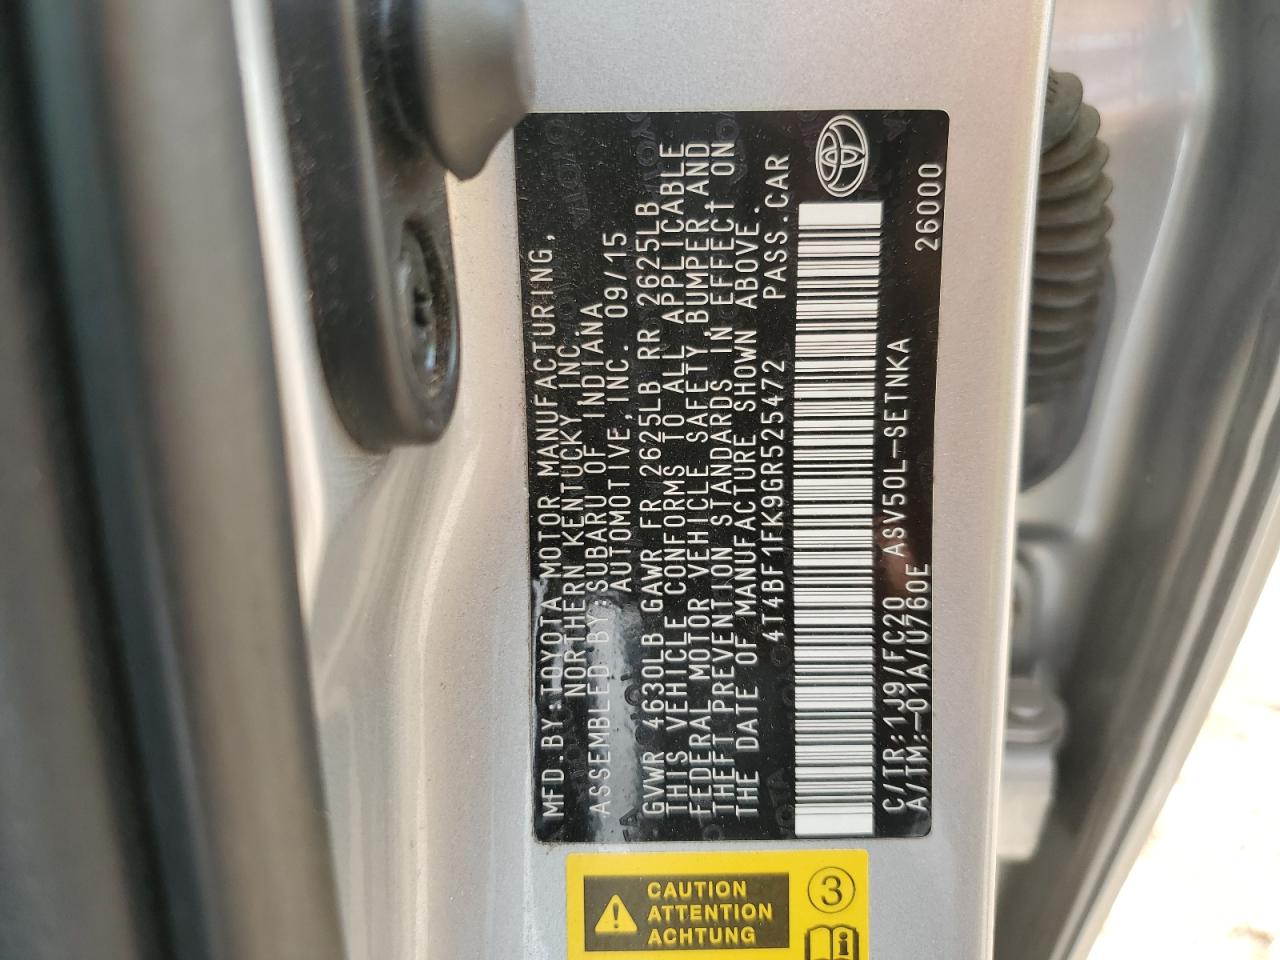 MFD.BY:TOYOTA MOTOR MANUFACTURING,
NORTHERN KENTUCKY INC.
ASSEMBLED BY:SUBARU OF INDIANA
AUTOMOTIVE,INC. 09/15
GVWR 4630LB GAWR FR 2625LB RR 2625LB
THIS VEHICLE CONFORMS TO ALL APPLICABLE
FEDERAL MOTOR VEHICLE SAFETY,BUMPER,AND
THEFT PREVENTION STANDARDS IN EFFECT ON
THE DATE OF MANUFACTURE SHOWN ABOVE.
4T4BF1FK9GR525472 PASS.CAR
C/TR:1J9/FC20 ASV50L-SETNKA
A/TM:-01A/U760E 26000
CAUTION
ATTENTION
ACHTUNG
3